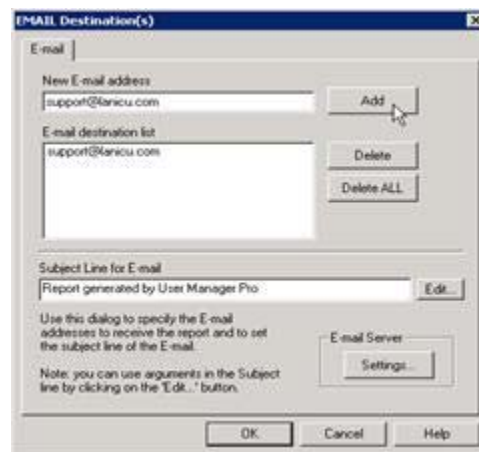 EMAIL Destination(s)
E-mail
New E-mail address
support@lanicu.com
Add
E-mail destination list
support@lanicu.com
Delete
Delete ALL
Subject Line for E-mail
Report generated by User Manager Pro
Edit...
Use this dialog to specify the E-mail
addresses to receive the report and to set
the subject line of the E-mail.
Note: you can use arguments in the Subject
line by clicking on the 'Edit...' button.
E-mail Server
Settings...
OK
Cancel
Help